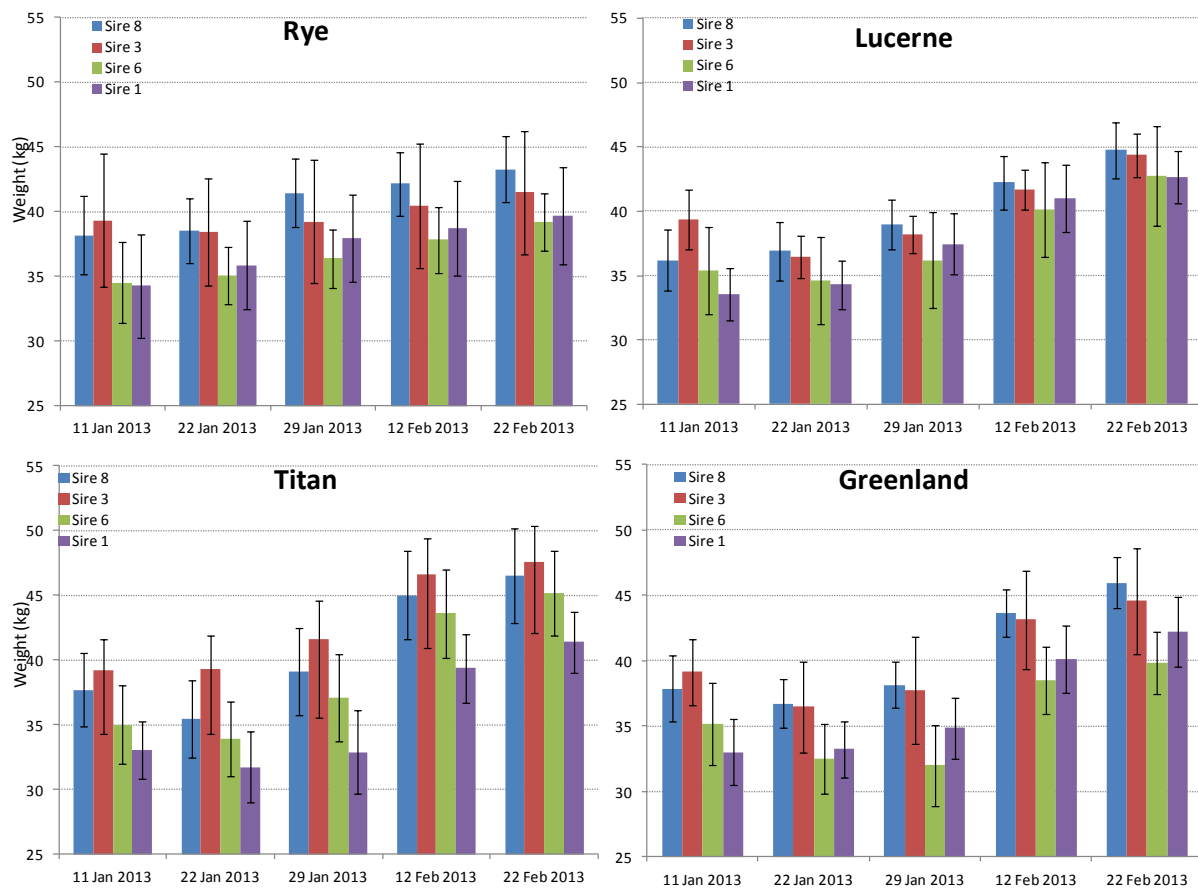 Rye
Sire 8
Sire 3
Sire 6
Sire 1
Weight (kg)
55
50
45
40
35
30
25
11 Jan 2013 22 Jan 2013 29 Jan 2013 12 Feb 2013 22 Feb 2013
Lucerne
Sire 8
Sire 3
Sire 6
Sire 1
55
50
45
40
35
30
25
11 Jan 2013 22 Jan 2013 29 Jan 2013 12 Feb 2013 22 Feb 2013
Titan
Sire 8
Sire 3
Sire 6
Sire 1
Weight (kg)
55
50
45
40
35
30
25
11 Jan 2013 22 Jan 2013 29 Jan 2013 12 Feb 2013 22 Feb 2013
Greenland
Sire 8
Sire 3
Sire 6
Sire 1
55
50
45
40
35
30
25
11 Jan 2013 22 Jan 2013 29 Jan 2013 12 Feb 2013 22 Feb 2013